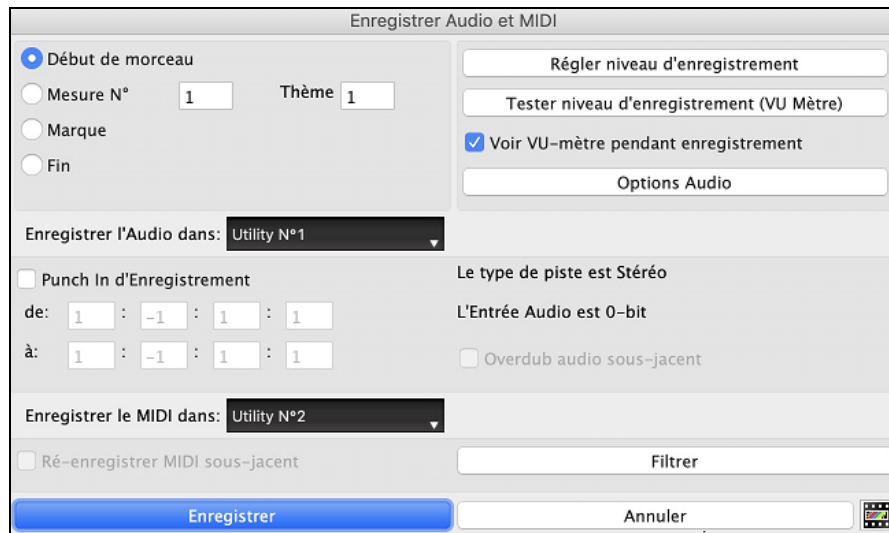 Enregistrer Audio et MIDI
Début de morceau
Mesure N° 1 Thème 1
Marque
Fin
Régler niveau d'enregistrement
Tester niveau d'enregistrement (VU Mètre)
Voir VU-mètre pendant enregistrement
Options Audio
Enregistrer l'Audio dans: Utility N°1
Punch In d'Enregistrement
de: 1 : -1 : 1 : 1
à: 1 : -1 : 1 : 1
Le type de piste est Stéréo
L'Entrée Audio est 0-bit
Overdub audio sous-jacent
Enregistrer le MIDI dans: Utility N°2
Ré-enregistrer MIDI sous-jacent
Filtrer
Enregistrer
Annuler